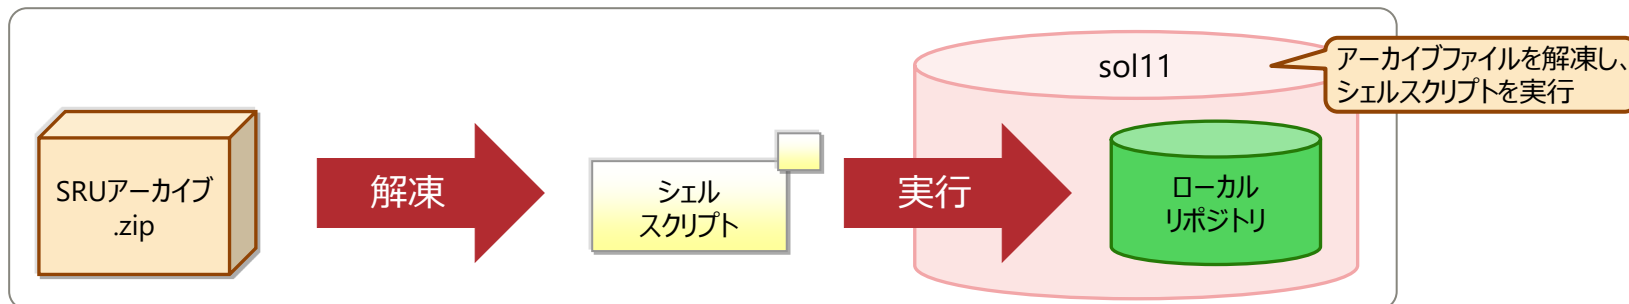 SRUアーカイブ
.zip
解凍
シェル
スクリプト
実行
sol11
ローカル
リポジトリ
アーカイブファイルを解凍し、
シェルスクリプトを実行